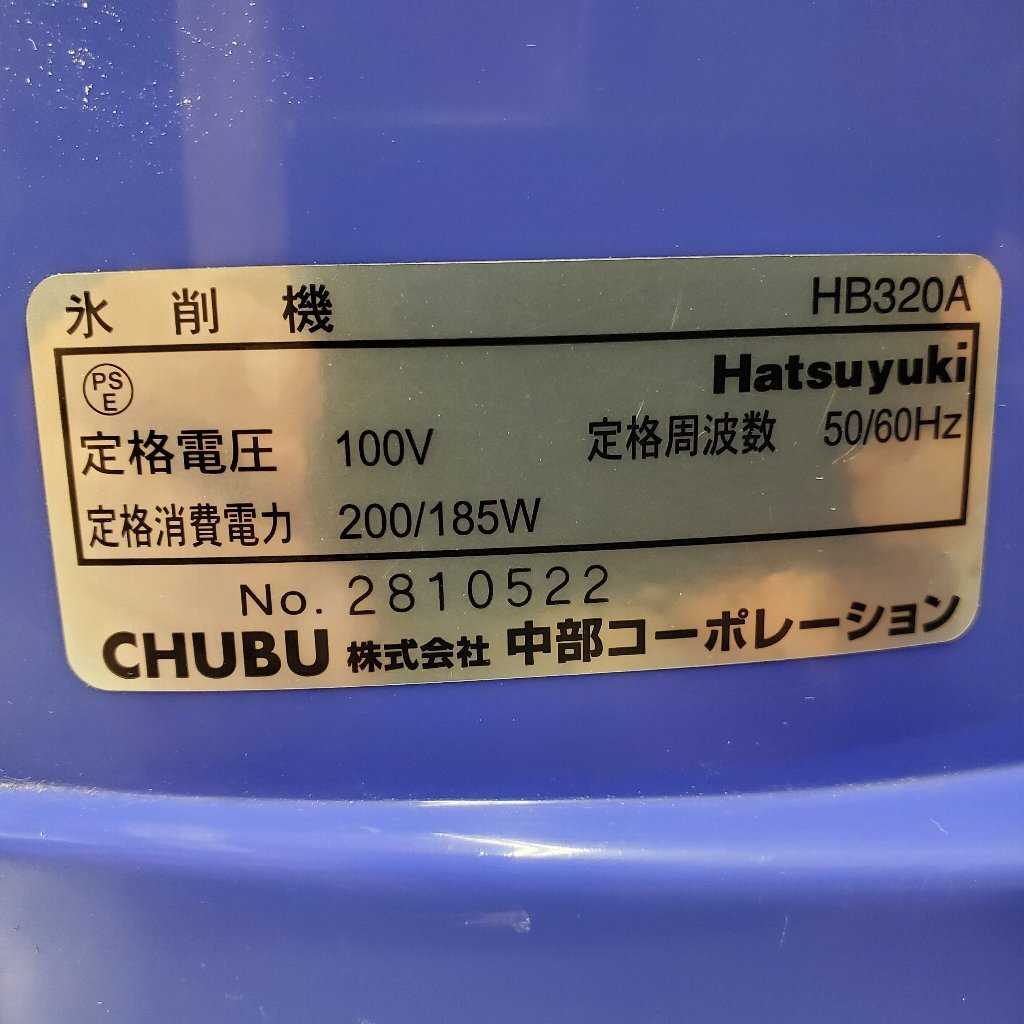 氷削機 HB320A
PS
E
Hatsuyuki
定格電圧 100V 定格周波数 50/60Hz
定格消費電力 200/185W
No. 2810522
CHUBU 株式会社 中部コーポレーション